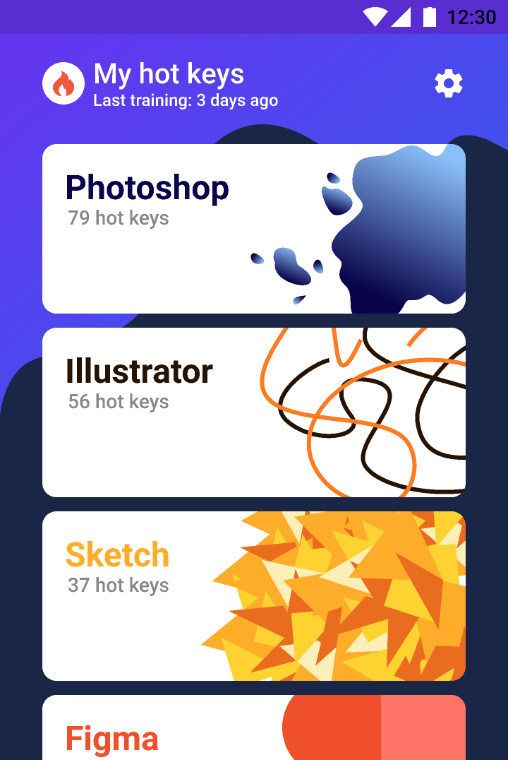 12:30
My hot keys
Last training: 3 days ago
Photoshop
79 hot keys
Illustrator
56 hot keys
Sketch
37 hot keys
Figma